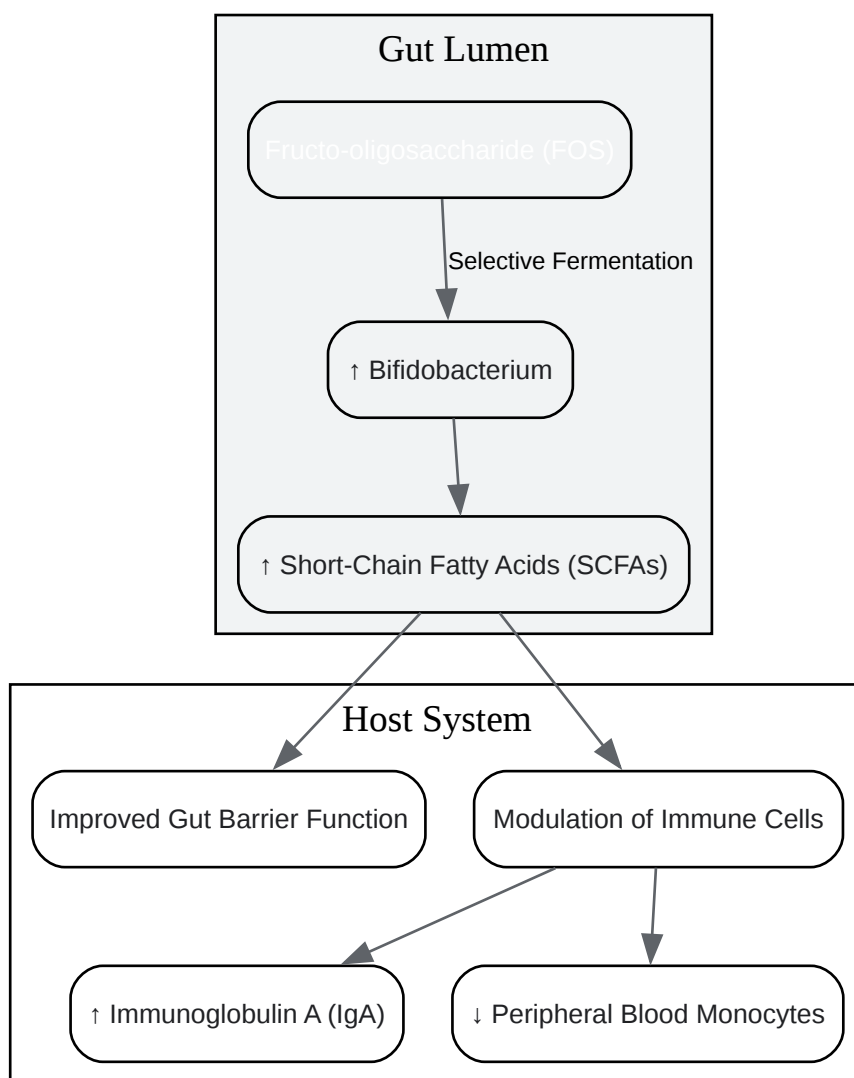 Gut Lumen
Fructo-oligosaccharide (FOS)
Selective Fermentation
↑ Bifidobacterium
↑ Short-Chain Fatty Acids (SCFAs)
Host System
Improved Gut Barrier Function
Modulation of Immune Cells
↑ Immunoglobulin A (IgA)
↓ Peripheral Blood Monocytes